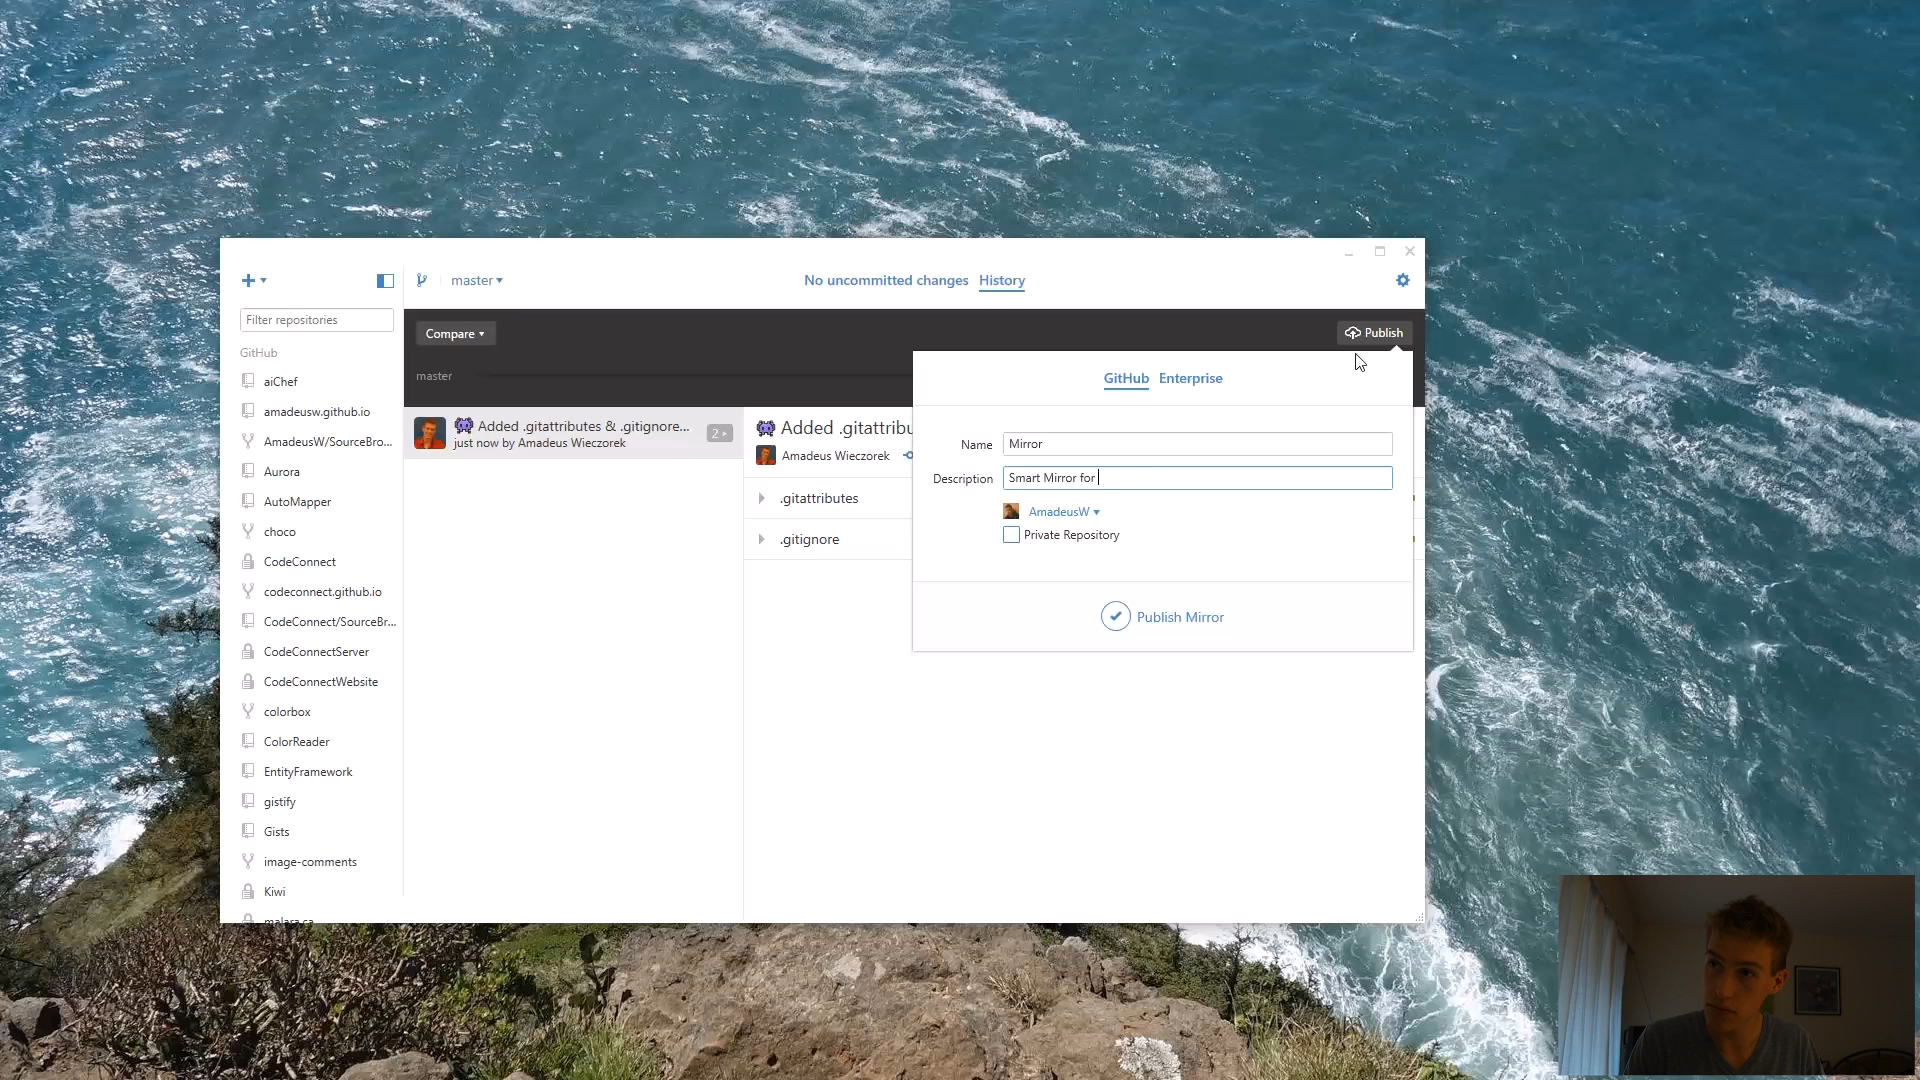 master
No uncommitted changes
History
Filter repositories
GitHub
aiChef
amadeusw.github.io
AmadeusW/SourceBro...
Aurora
AutoMapper
choco
CodeConnect
codeconnect.github.io
CodeConnect/SourceBr...
CodeConnectServer
CodeConnectWebsite
colorbox
ColorReader
EntityFramework
gistify
Gists
image-comments
Kiwi
malara.ca
Compare
Publish
master
Added .gitattributes & .gitignore...
just now by Amadeus Wieczorek
2
Added .gitattribu
Amadeus Wieczorek
.gitattributes
.gitignore
GitHub Enterprise
Name Mirror
Description Smart Mirror for
AmadeusW
Private Repository
Publish Mirror